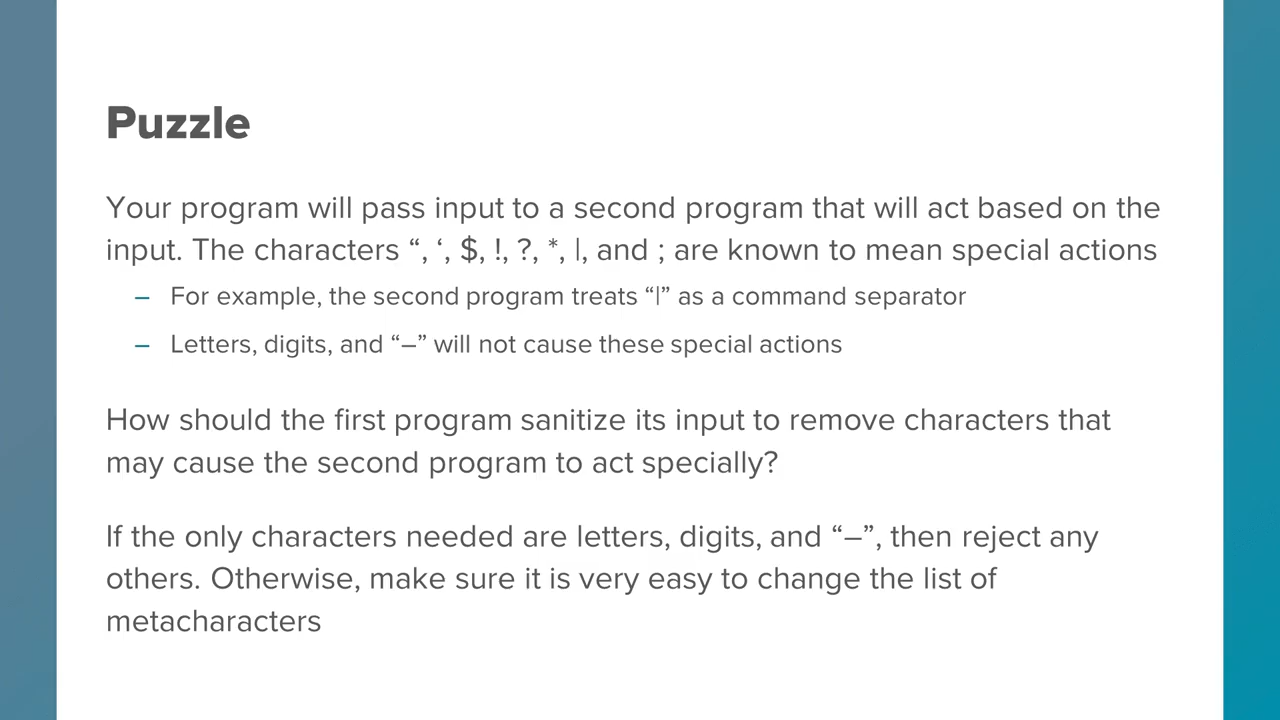 Puzzle
Your program will pass input to a second program that will act based on the
input. The characters “, ‘, $, !, ?, *, |, and ; are known to mean special actions
– For example, the second program treats “|” as a command separator
– Letters, digits, and “–” will not cause these special actions
How should the first program sanitize its input to remove characters that
may cause the second program to act specially?
If the only characters needed are letters, digits, and “–”, then reject any
others. Otherwise, make sure it is very easy to change the list of
metacharacters